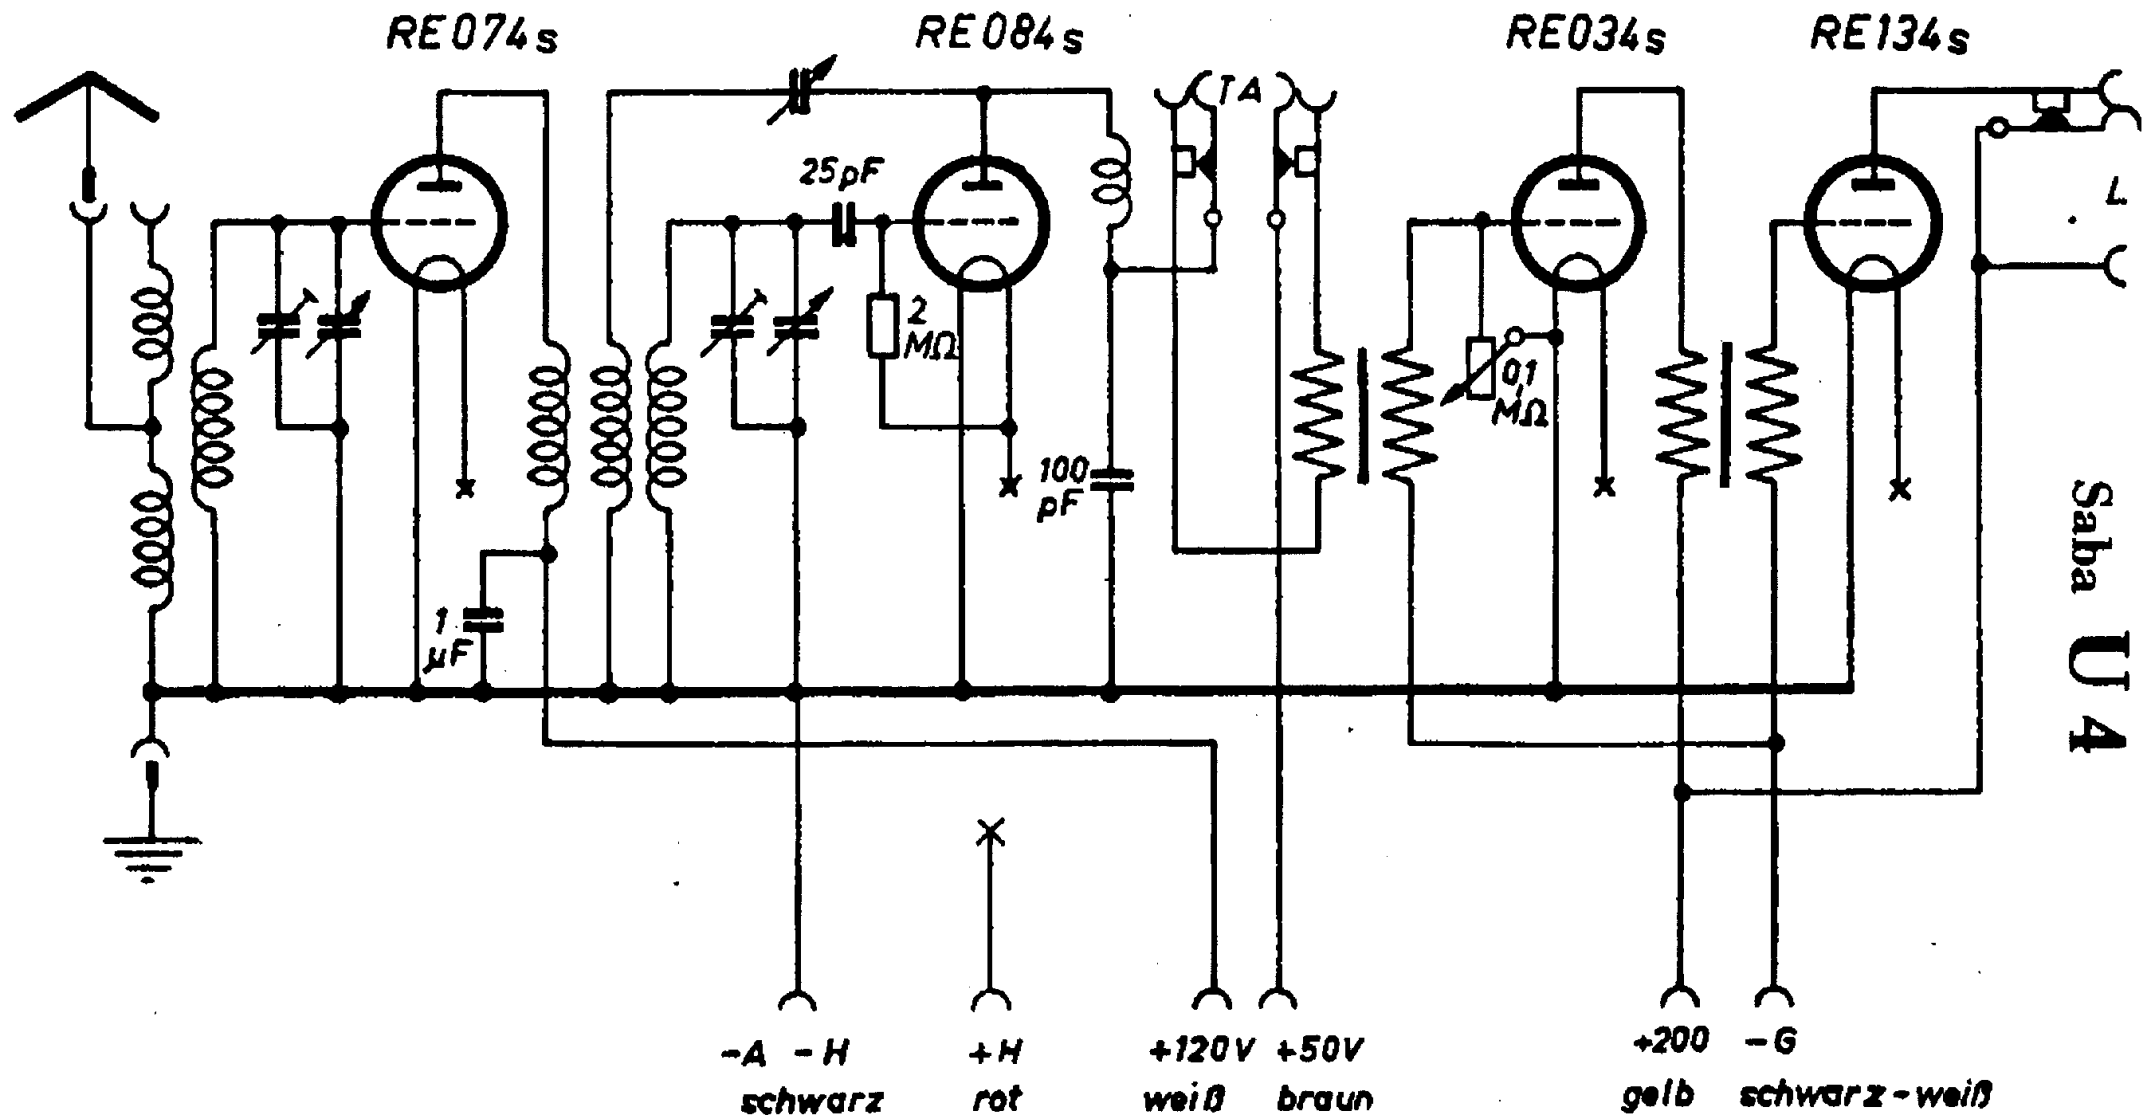 RE074s
RE084s
RE034s
RE134s
TA
25pF
2
MΩ
L.
0,1
MΩ
100
pF
1
µF
Saba U4
-A -H
schwarz
+H
rot
+120V
weiß
+50V
braun
+200
gelb
-G
schwarz-weiß